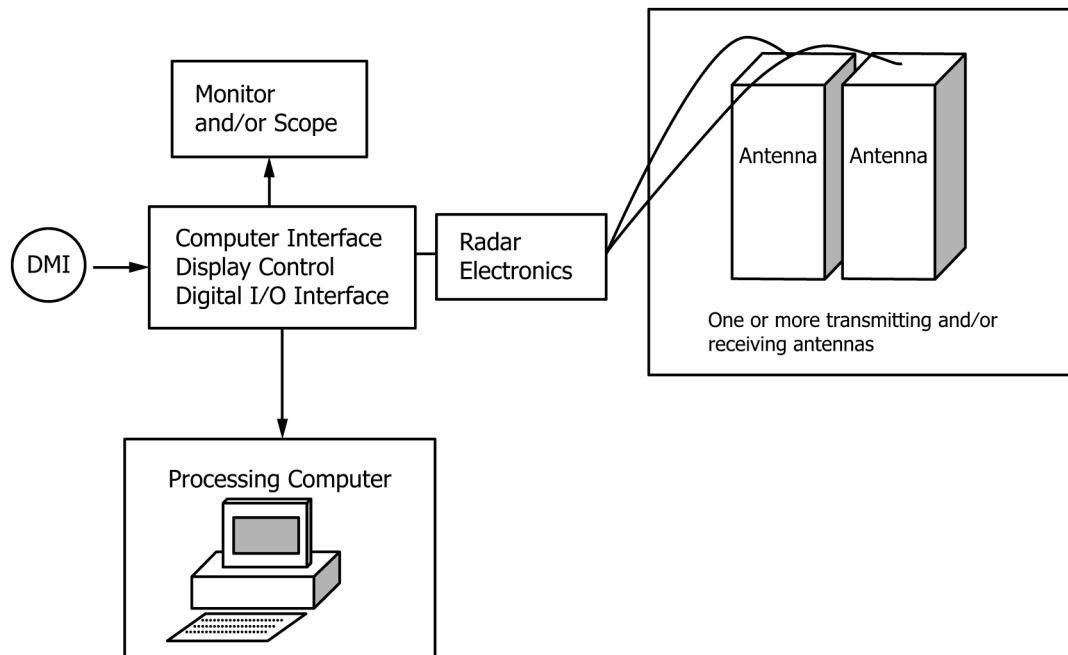 Monitor
and/or Scope
Antenna
Antenna
DMI
Computer Interface
Display Control
Digital I/O Interface
Radar
Electronics
One or more transmitting and/or
receiving antennas
Processing Computer